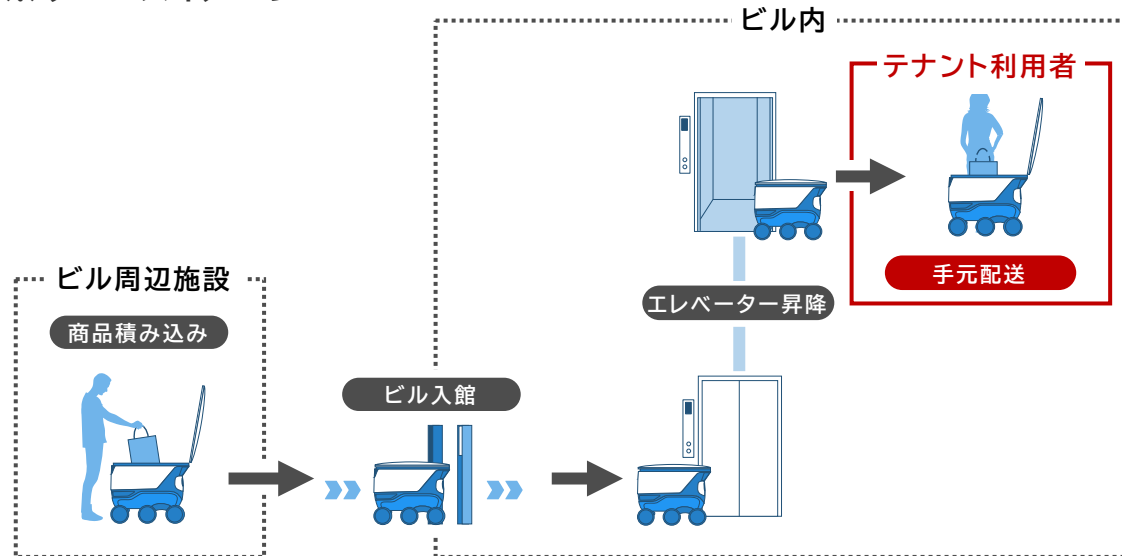 ビル内
テナント利用者
手元配送
エレベーター昇降
ビル周辺施設
商品積み込み
ビル入館